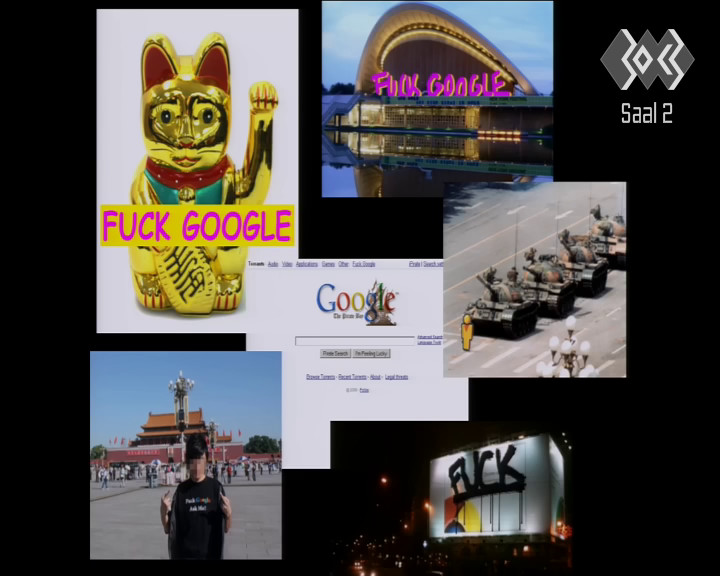 FUCK GOOGLE
FUCK GOOGLE
Saal 2
Torrents Audio Video Applications Games Other Fuck Google
Google
The Pirate Bay
Pirate Search
I'm Feeling Lucky
Browse Torrents - Recent Torrents - About - Legal threats
Fuck Google
Ask Me!
FUCK